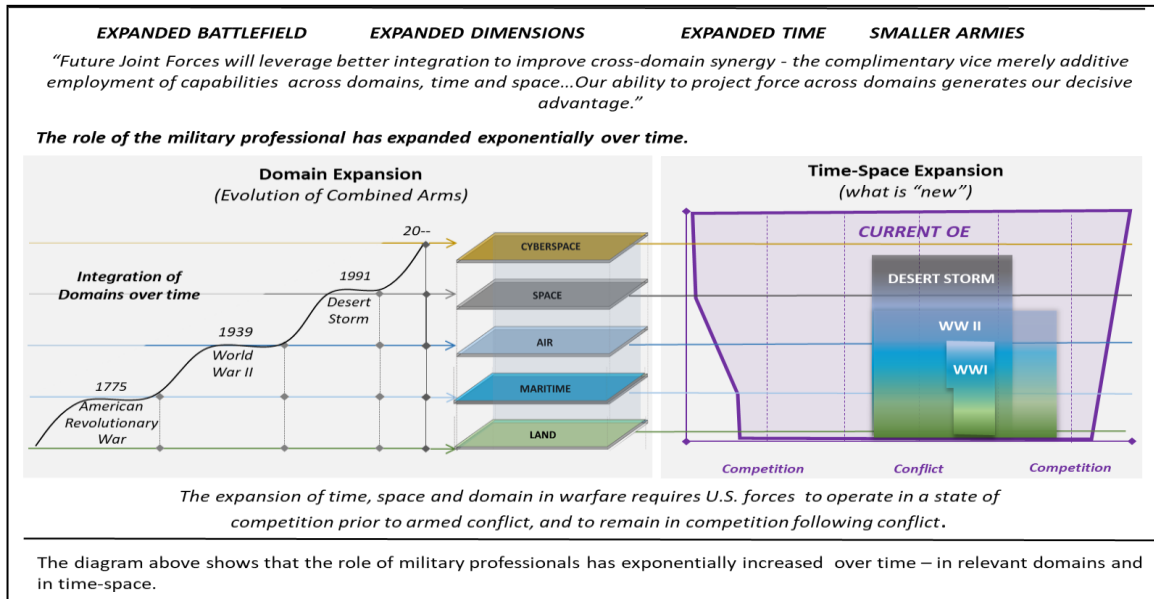 EXPANDED BATTLEFIELD EXPANDED DIMENSIONS EXPANDED TIME SMALLER ARMIES
“Future Joint Forces will leverage better integration to improve cross-domain synergy - the complimentary vice merely additive
employment of capabilities across domains, time and space...Our ability to project force across domains generates our decisive
advantage.”
The role of the military professional has expanded exponentially over time.
Domain Expansion
(Evolution of Combined Arms)
Integration of
Domains over time
20--
1991
Desert
Storm
1939
World
War II
1775
American
Revolutionary
War
CYBERSPACE
SPACE
AIR
MARITIME
LAND
Time-Space Expansion
(what is “new”)
CURRENT OE
DESERT STORM
WW II
WWI
Competition Conflict Competition
The expansion of time, space and domain in warfare requires U.S. forces to operate in a state of
competition prior to armed conflict, and to remain in competition following conflict.
The diagram above shows that the role of military professionals has exponentially increased over time – in relevant domains and
in time-space.